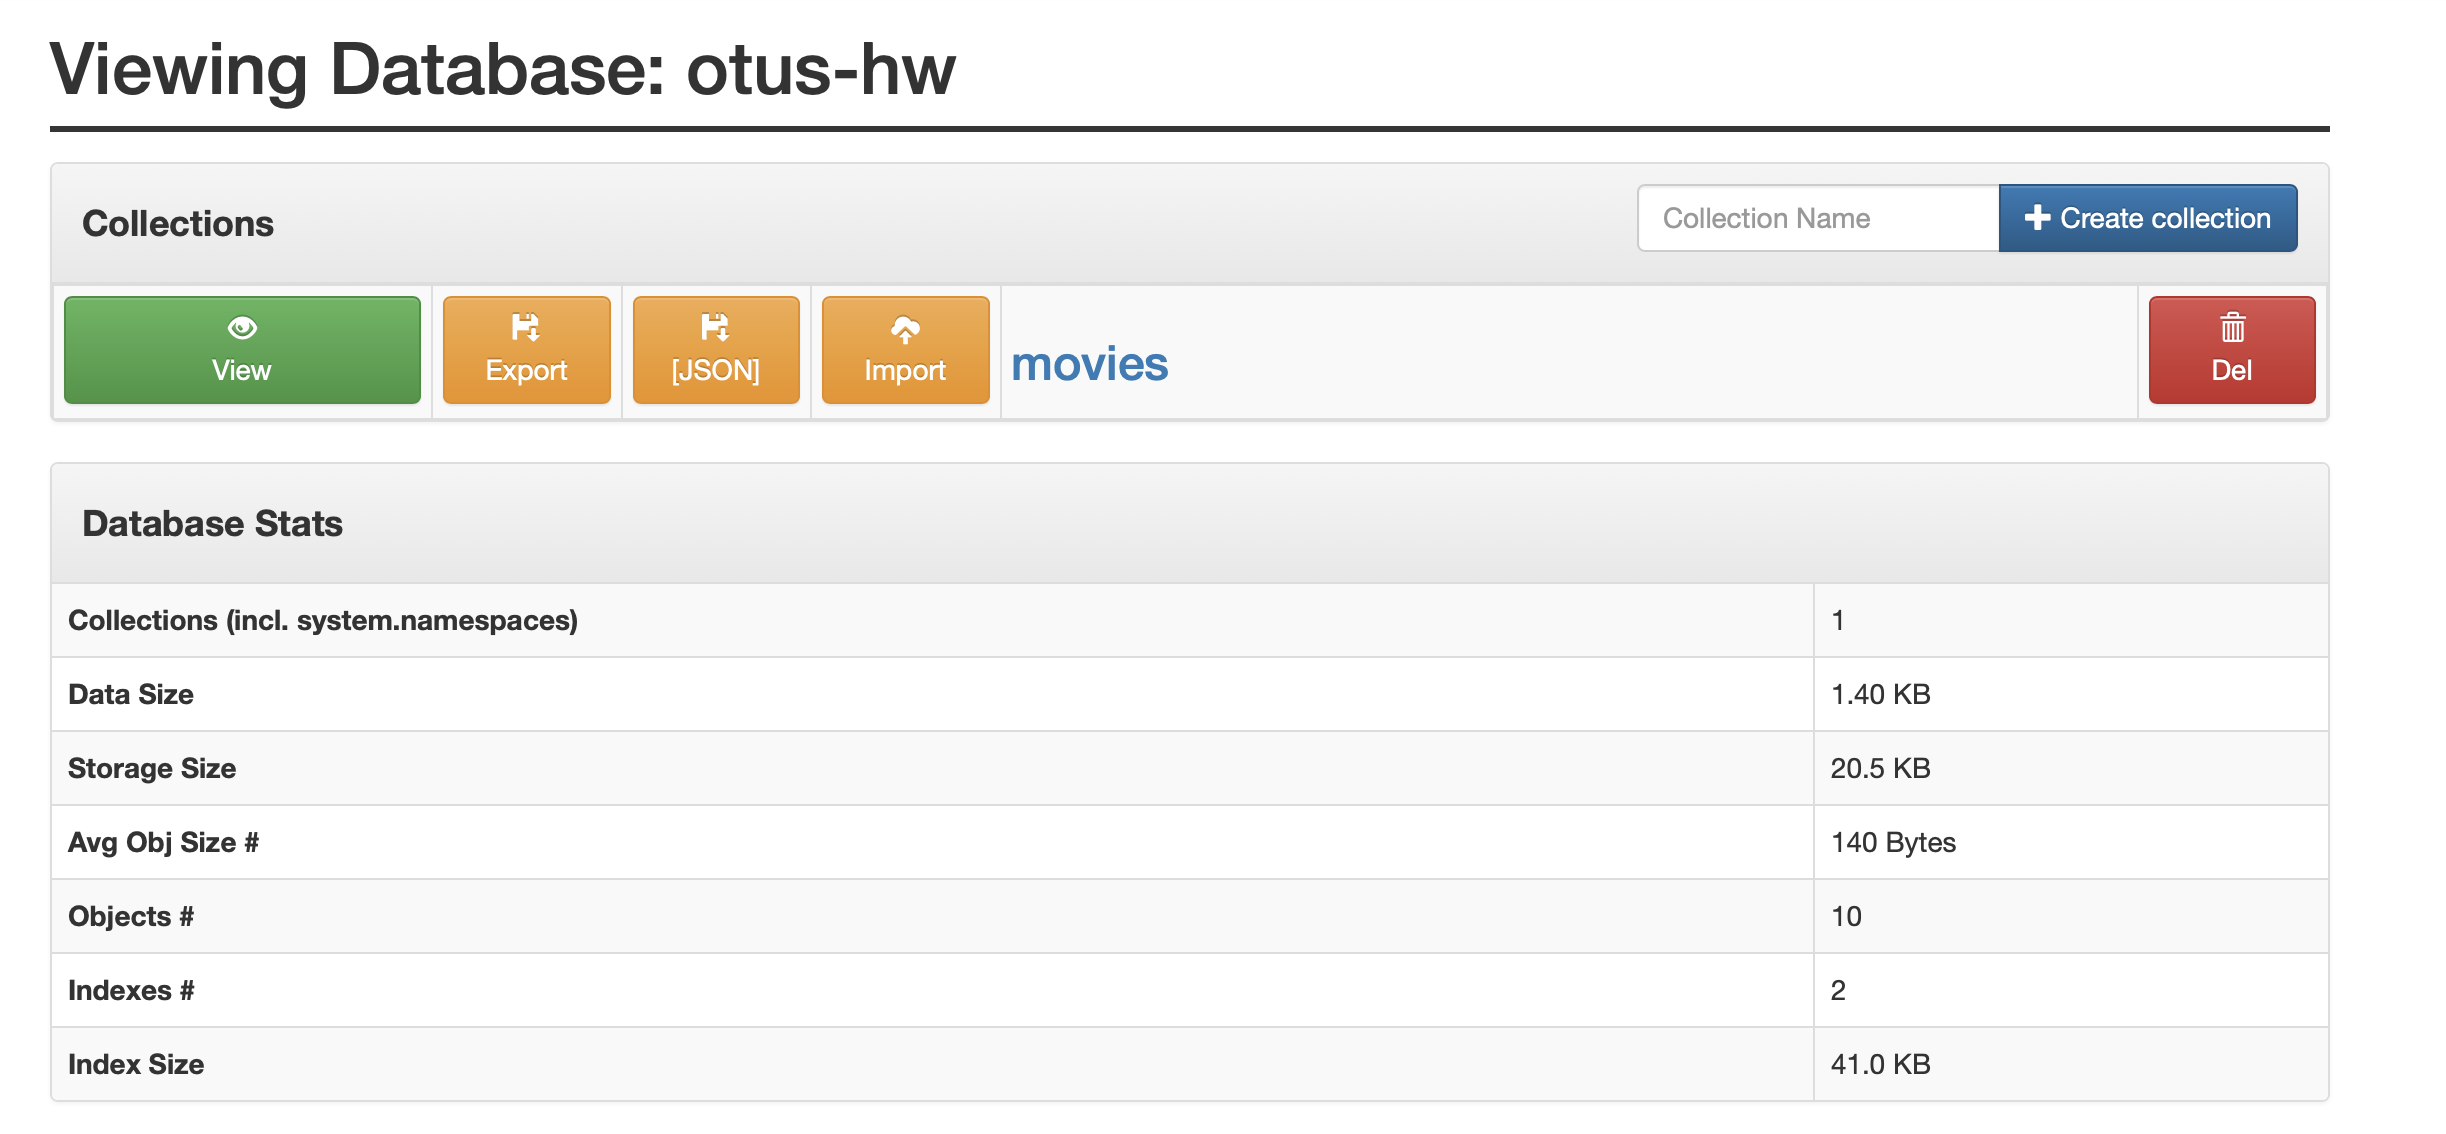 Viewing Database: otus-hw
Collections
Collection Name
Create collection
View
Export
[JSON]
Import
movies
Del
Database Stats
Collections (incl. system.namespaces) 1
Data Size 1.40 KB
Storage Size 20.5 KB
Avg Obj Size # 140 Bytes
Objects # 10
Indexes # 2
Index Size 41.0 KB